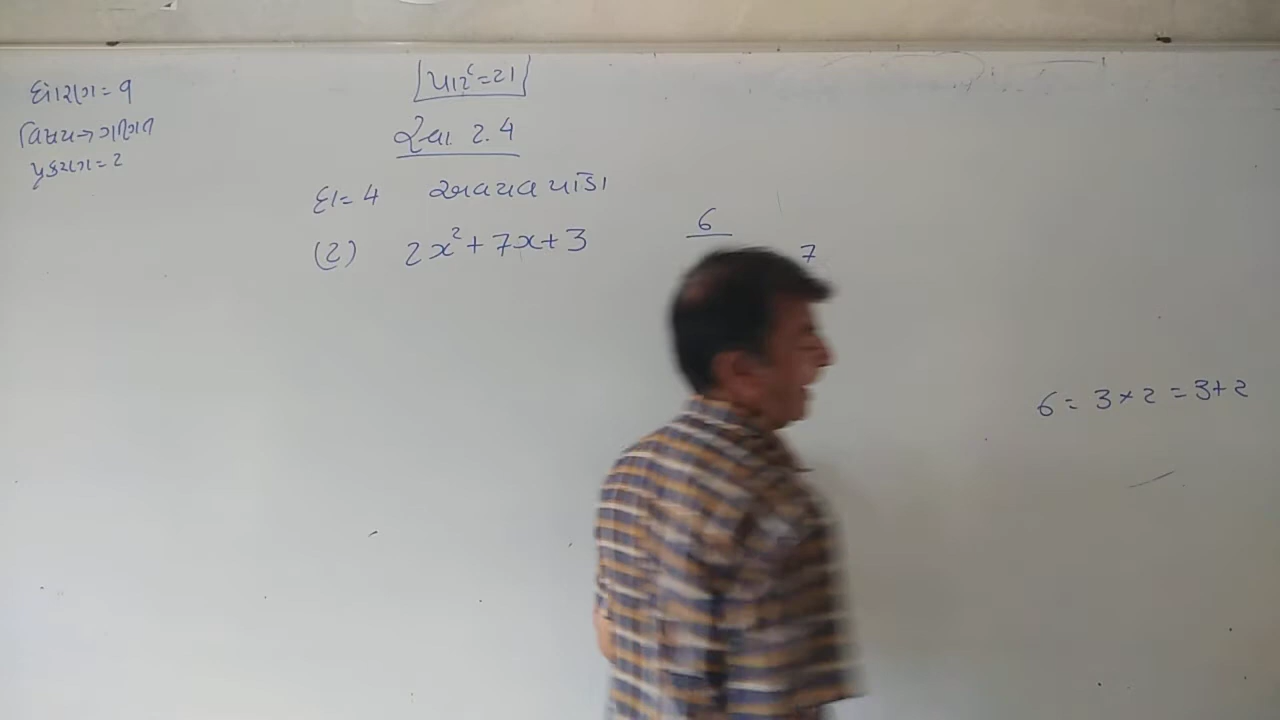 ધોરણ = ૧
વિષય → ગણિત
પ્રકરણ = 2
ભાગ = 21
સ્વા. 2.4
દા = 4 અવયવ પાડો
(2) 2x² + 7x + 3
6
7
6 = 3 × 2 = 3 + 2